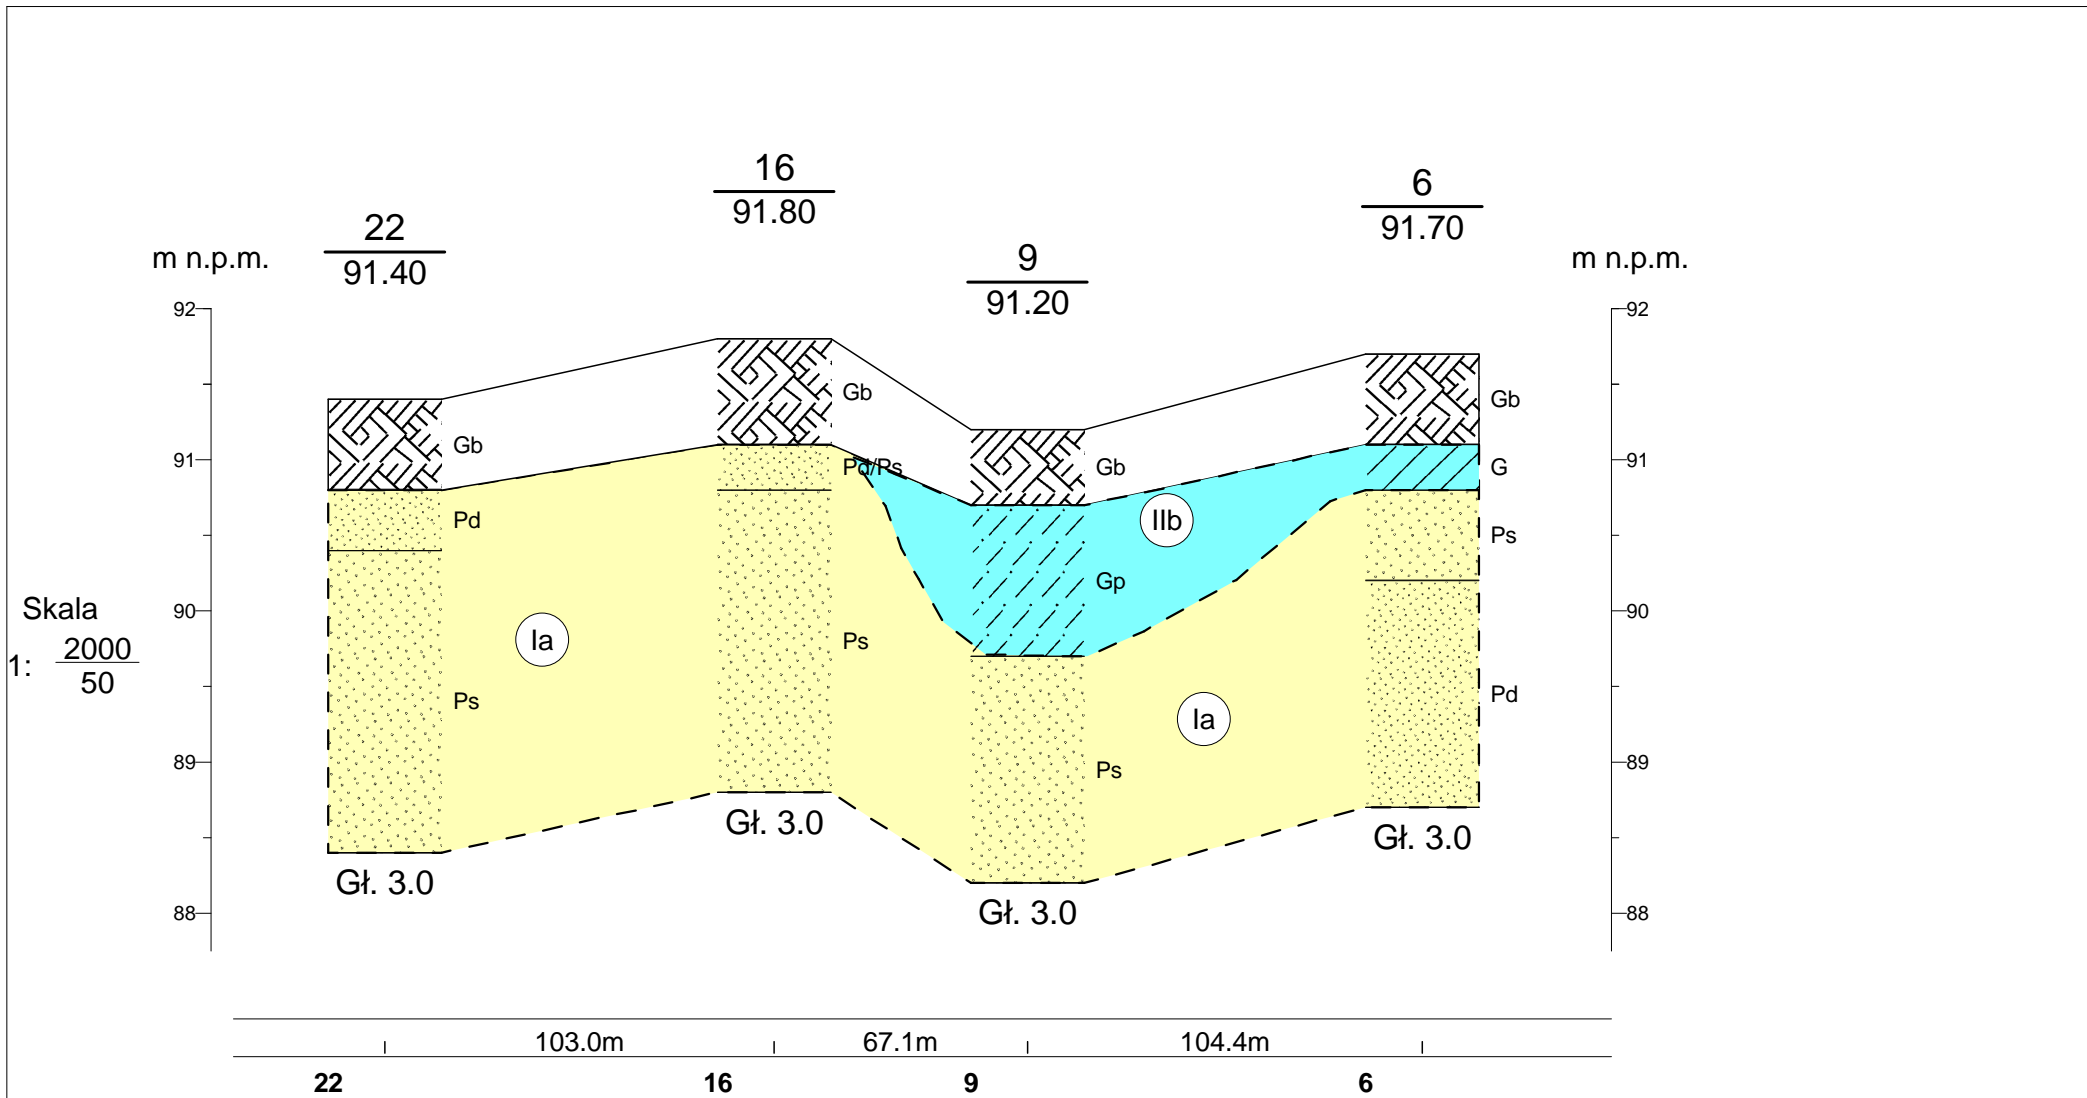 16
91.80
6
91.70
22
91.40
9
91.20
m n.p.m.
m n.p.m.
92
92
Gb
Gb
Gb
Gb
91
91
Pd/Ps
G
Pd
IIb
Ps
Gp
90
90
Skala
1: 2000
50
Ia
Ps
Ps
Pd
Ia
89
89
Ps
Gł. 3.0
Gł. 3.0
Gł. 3.0
Gł. 3.0
88
88
103.0m 67.1m 104.4m
22 16 9 6